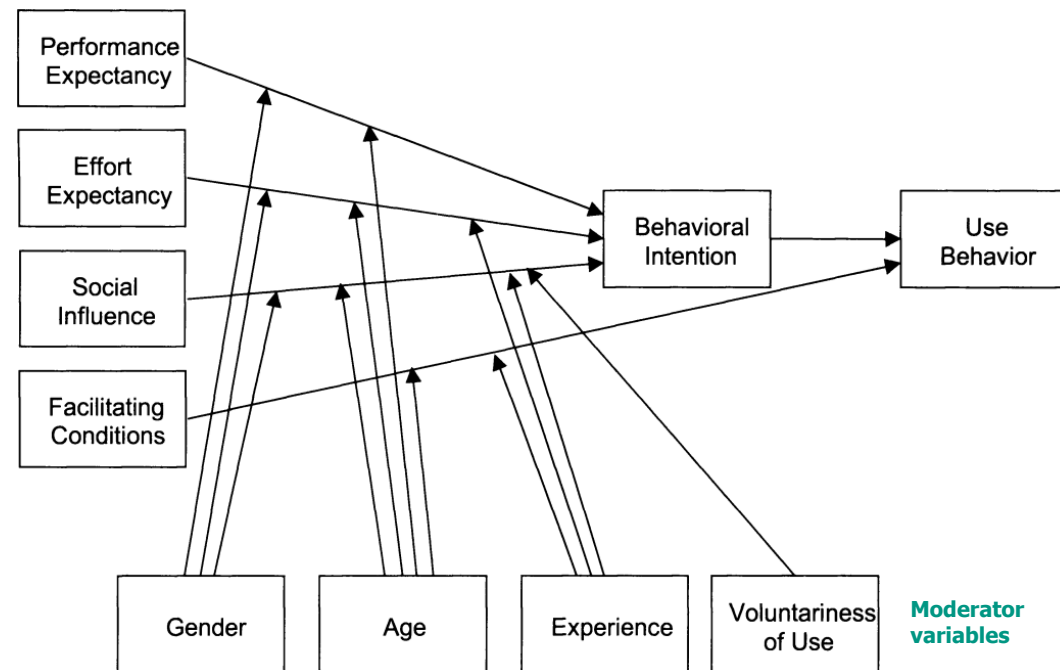 Performance
Expectancy
Effort
Expectancy
Social
Influence
Facilitating
Conditions
Behavioral
Intention
Use
Behavior
Gender
Age
Experience
Voluntariness
of Use
Moderator
variables